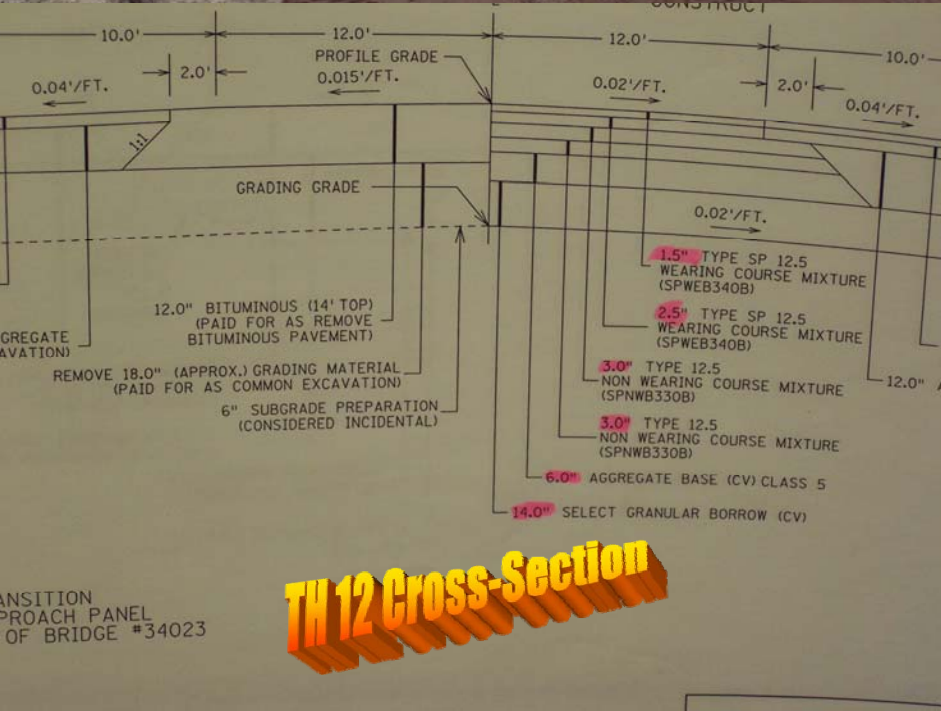 CONSTRUCT
10.0'
12.0'
12.0'
10.0'
PROFILE GRADE
2.0'
0.015'/FT.
0.04'/FT.
0.02'/FT.
2.0'
0.04'/FT.
1:1
GRADING GRADE
0.02'/FT.
1.5" TYPE SP 12.5
WEARING COURSE MIXTURE
(SPWEB340B)
12.0" BITUMINOUS (14' TOP)
(PAID FOR AS REMOVE
BITUMINOUS PAVEMENT)
2.5" TYPE SP 12.5
WEARING COURSE MIXTURE
(SPWEB340B)
GGREGATE
AVATION)
REMOVE 18.0" (APPROX.) GRADING MATERIAL
(PAID FOR AS COMMON EXCAVATION)
3.0" TYPE 12.5
NON WEARING COURSE MIXTURE
(SPNWB330B)
12.0"
6" SUBGRADE PREPARATION
(CONSIDERED INCIDENTAL)
3.0" TYPE 12.5
NON WEARING COURSE MIXTURE
(SPNWB330B)
6.0" AGGREGATE BASE (CV) CLASS 5
14.0" SELECT GRANULAR BORROW (CV)
TH 12 Cross-Section
ANSITION
PROACH PANEL
OF BRIDGE #34023